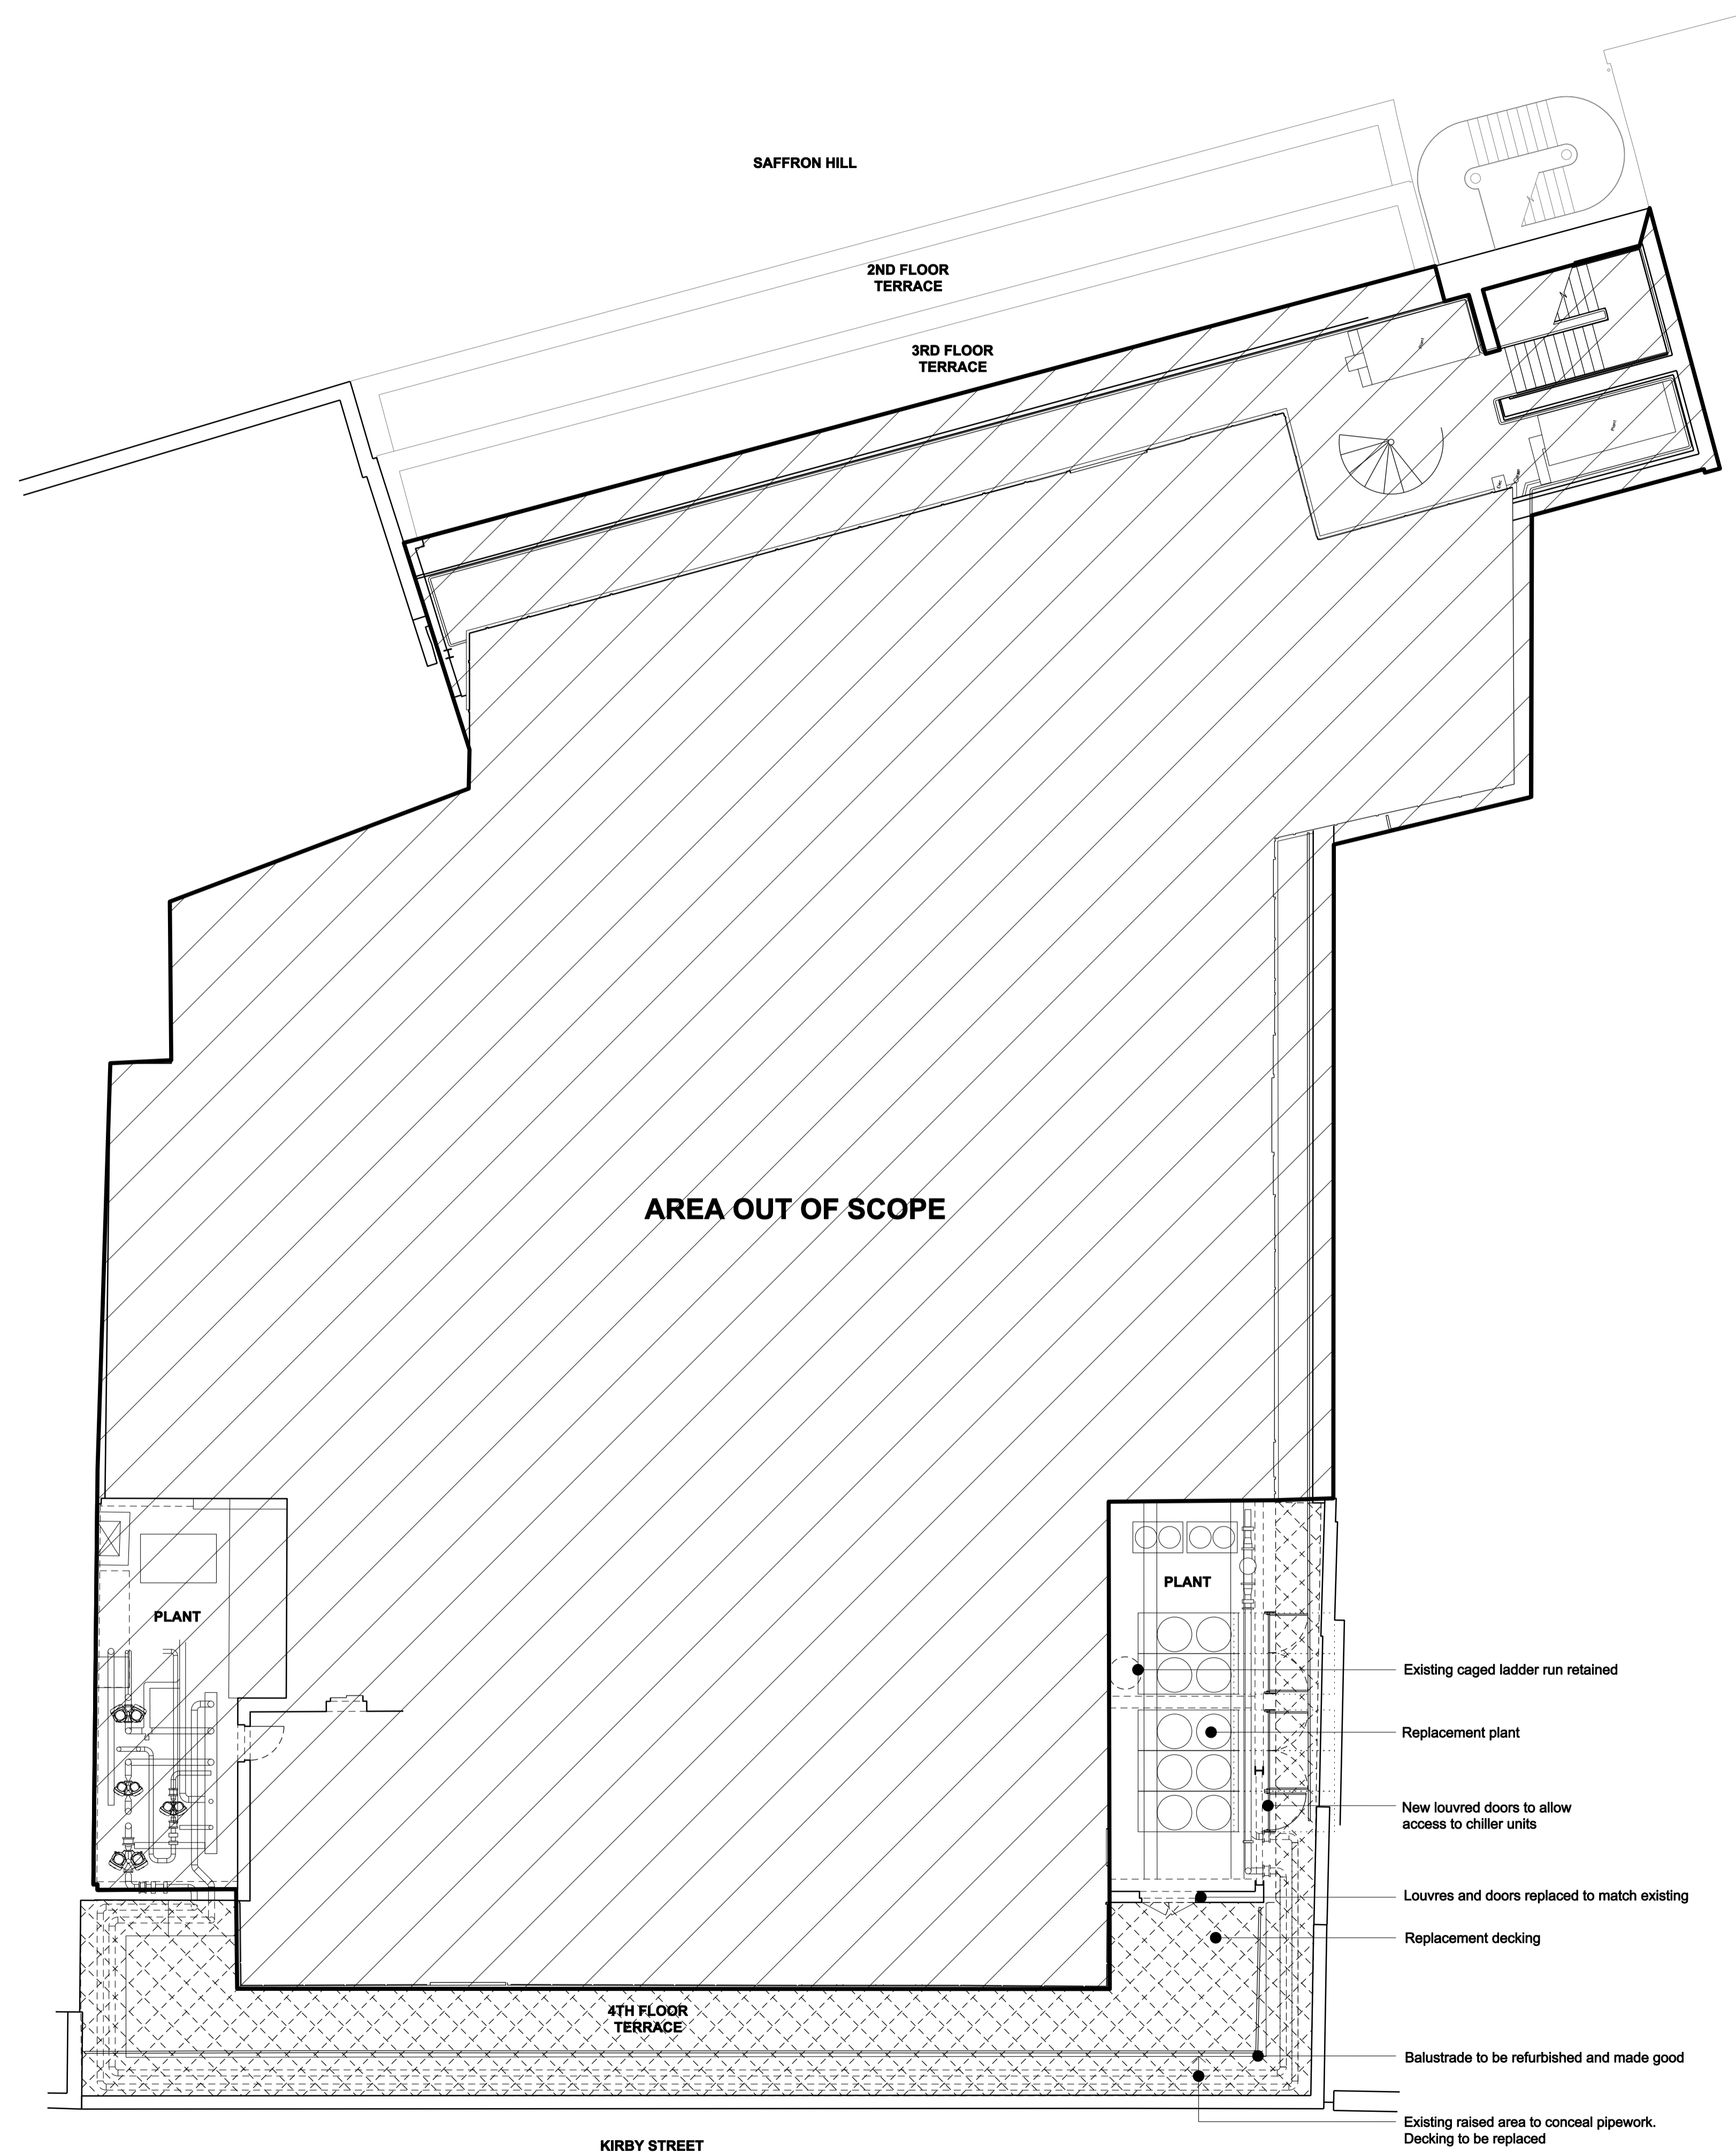 SAFFRON HILL
2ND FLOOR
TERRACE
3RD FLOOR
TERRACE
AREA OUT OF SCOPE
PLANT
PLANT
Existing caged ladder run retained
Replacement plant
New louvred doors to allow
access to chiller units
Louvres and doors replaced to match existing
Replacement decking
4TH FLOOR
TERRACE
Balustrade to be refurbished and made good
Existing raised area to conceal pipework.
Decking to be replaced
KIRBY STREET